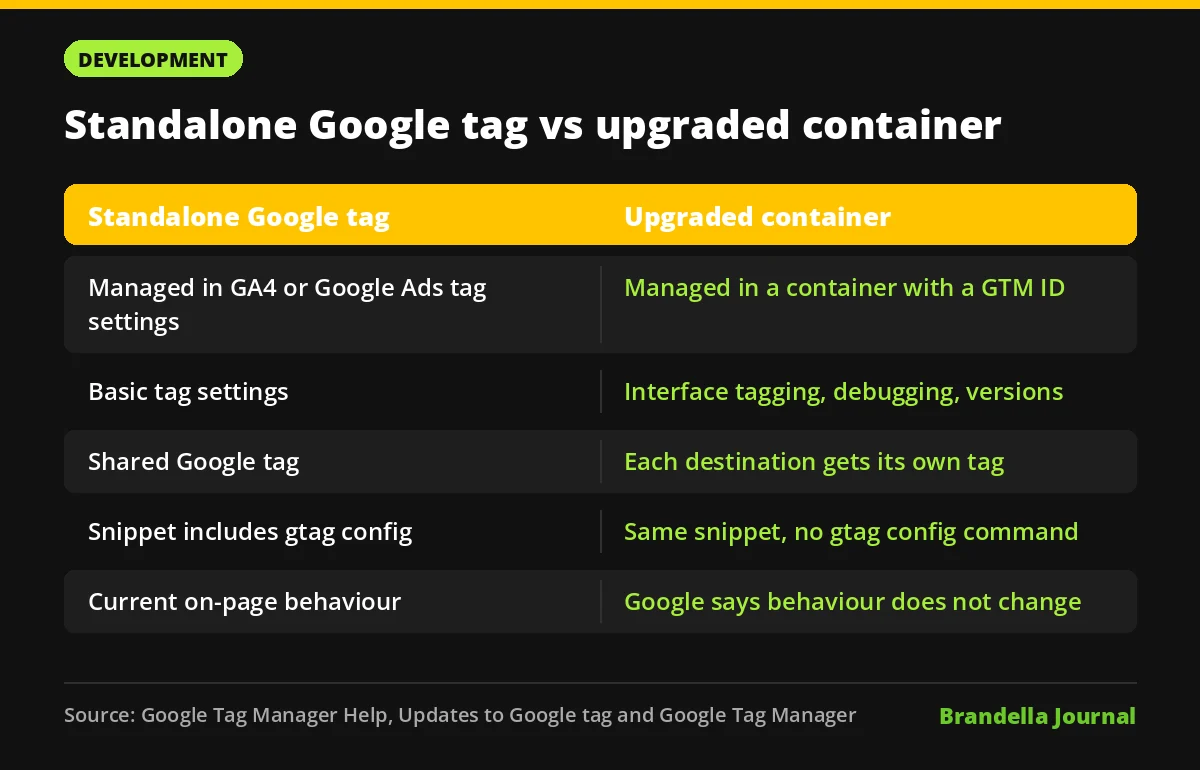 DEVELOPMENT
Standalone Google tag vs upgraded container
Standalone Google tag
Upgraded container
Managed in GA4 or Google Ads tag
settings
Managed in a container with a GTM ID
Basic tag settings
Interface tagging, debugging, versions
Shared Google tag
Each destination gets its own tag
Snippet includes gtag config
Same snippet, no gtag config command
Current on-page behaviour
Google says behaviour does not change
Source: Google Tag Manager Help, Updates to Google tag and Google Tag Manager
Brandella Journal